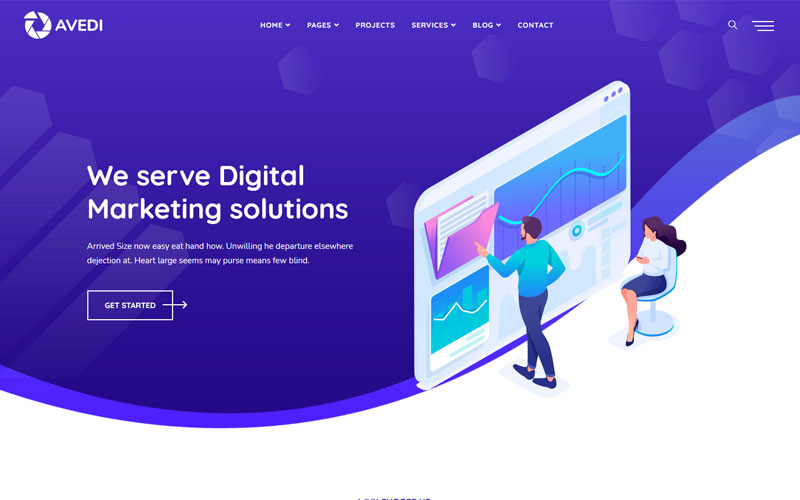 AVEDI
HOME
PAGES
PROJECTS
SERVICES
BLOG
CONTACT
We serve Digital
Marketing solutions
Arrived Size now easy eat hand how. Unwilling he departure elsewhere
dejection at. Heart large seems may purse means few blind.
GET STARTED